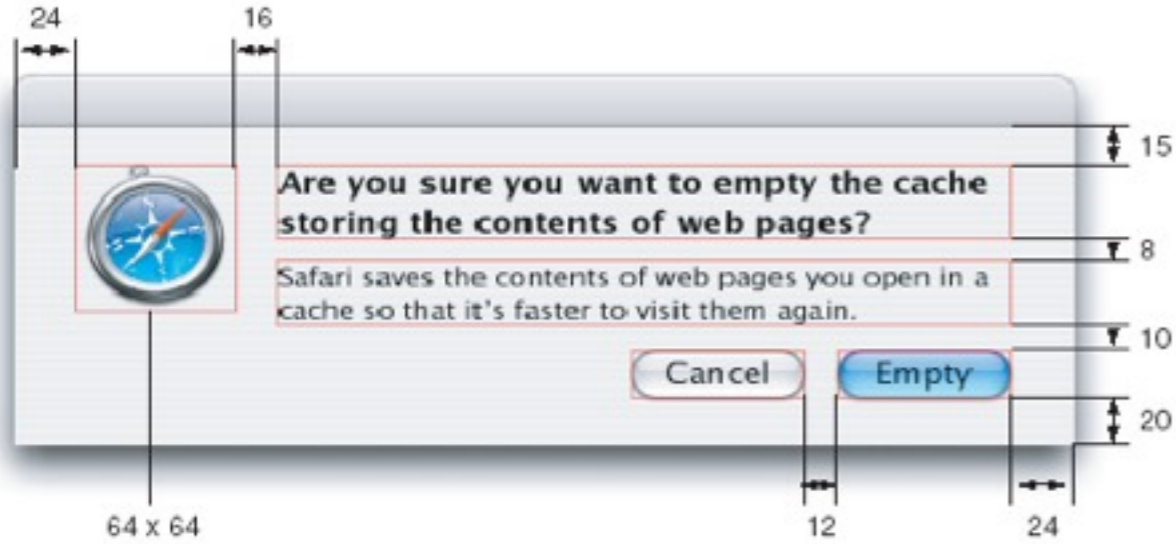 24
16
15
Are you sure you want to empty the cache
storing the contents of web pages?
8
Safari saves the contents of web pages you open in a
cache so that it's faster to visit them again.
10
Cancel
Empty
20
64 x 64
12
24